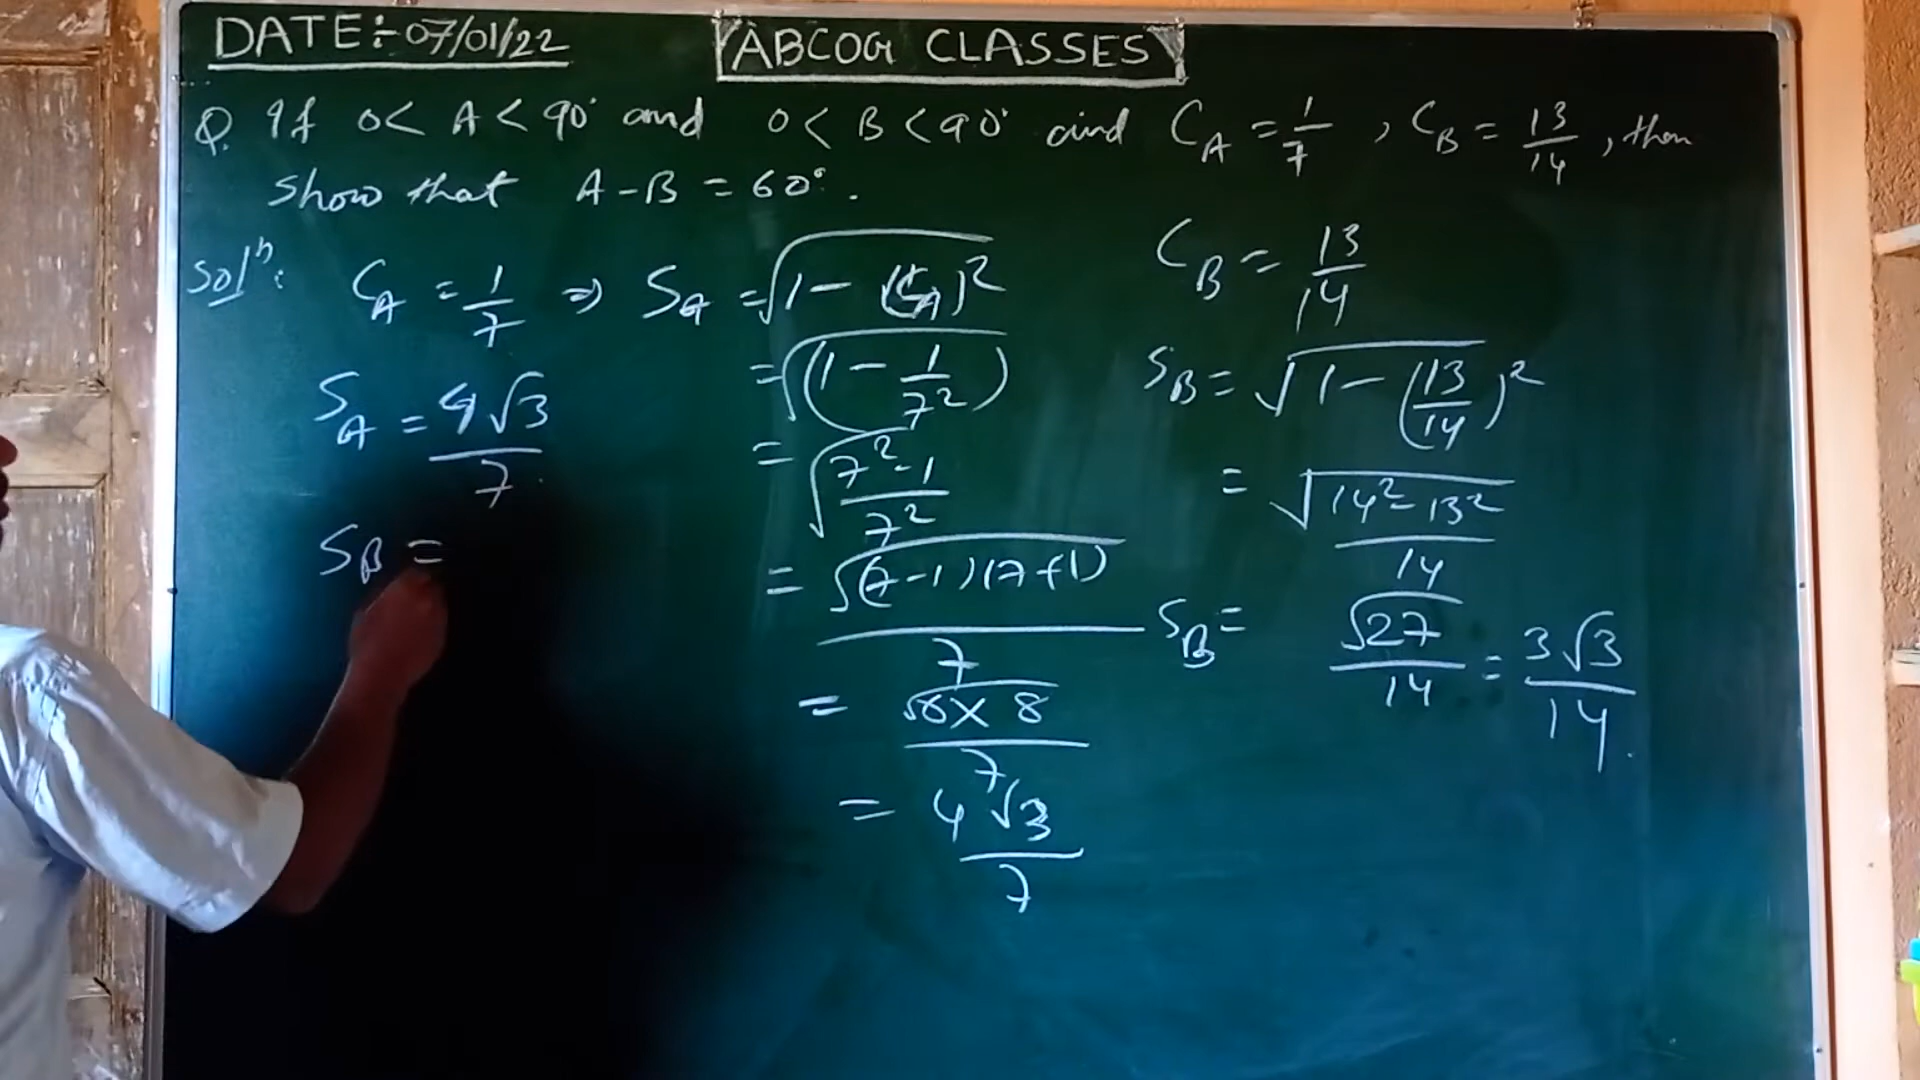 DATE:- 07/01/22
ABCOG CLASSES
Q. If 0 < A < 90° and 0 < B < 90° and C_A = 1/7, C_B = 13/14, then
show that A-B = 60°.
Solⁿ: C_A = 1/7 ⇒ S_A = √(1 - (C_A)²)
= √(1 - 1/7²)
= √((7²-1)/7²)
= √((7-1)(7+1))/7
= √(6×8)/7
= 4√3/7
S_A = 4√3/7.
S_B =
C_B = 13/14
S_B = √(1 - (13/14)²)
= √(14²-13²)/14
S_B = √27/14 = 3√3/14.